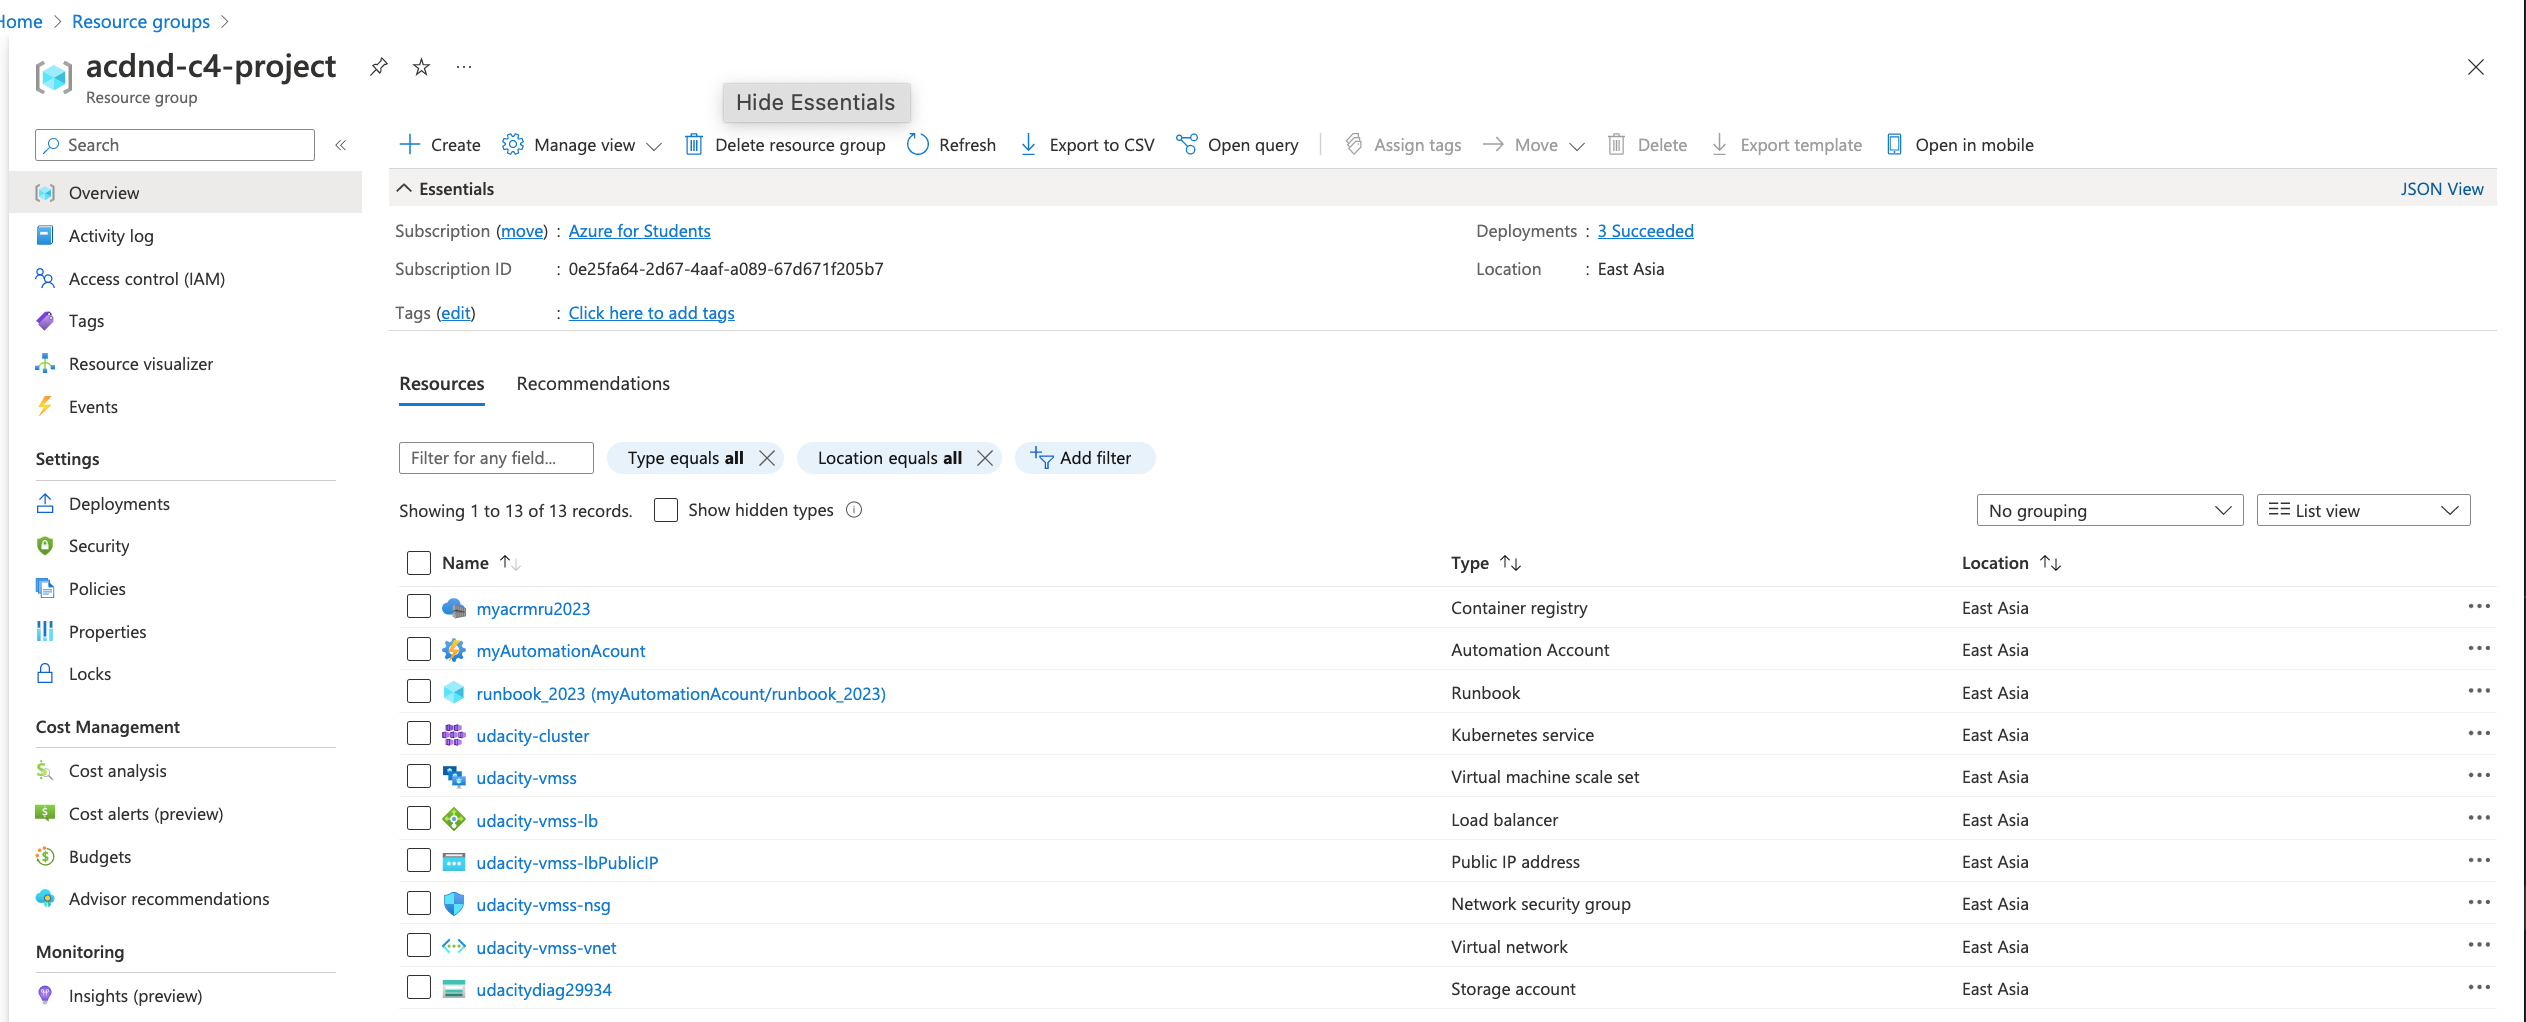 Home > Resource groups >
acdnd-c4-project
Resource group
Hide Essentials
Search
Create
Manage view
Delete resource group
Refresh
Export to CSV
Open query
Assign tags
Move
Delete
Export template
Open in mobile
Overview
Activity log
Access control (IAM)
Tags
Resource visualizer
Events
Settings
Deployments
Security
Policies
Properties
Locks
Cost Management
Cost analysis
Cost alerts (preview)
Budgets
Advisor recommendations
Monitoring
Insights (preview)
Essentials
JSON View
Subscription (move) : Azure for Students
Subscription ID : 0e25fa64-2d67-4aaf-a089-67d671f205b7
Tags (edit) : Click here to add tags
Deployments : 3 Succeeded
Location : East Asia
Resources
Recommendations
Filter for any field...
Type equals all
Location equals all
Add filter
Showing 1 to 13 of 13 records.
Show hidden types
No grouping
List view
Name Type Location
myacrmru2023 Container registry East Asia
myAutomationAcount Automation Account East Asia
runbook_2023 (myAutomationAcount/runbook_2023) Runbook East Asia
udacity-cluster Kubernetes service East Asia
udacity-vmss Virtual machine scale set East Asia
udacity-vmss-lb Load balancer East Asia
udacity-vmss-lbPublicIP Public IP address East Asia
udacity-vmss-nsg Network security group East Asia
udacity-vmss-vnet Virtual network East Asia
udacitydiag29934 Storage account East Asia